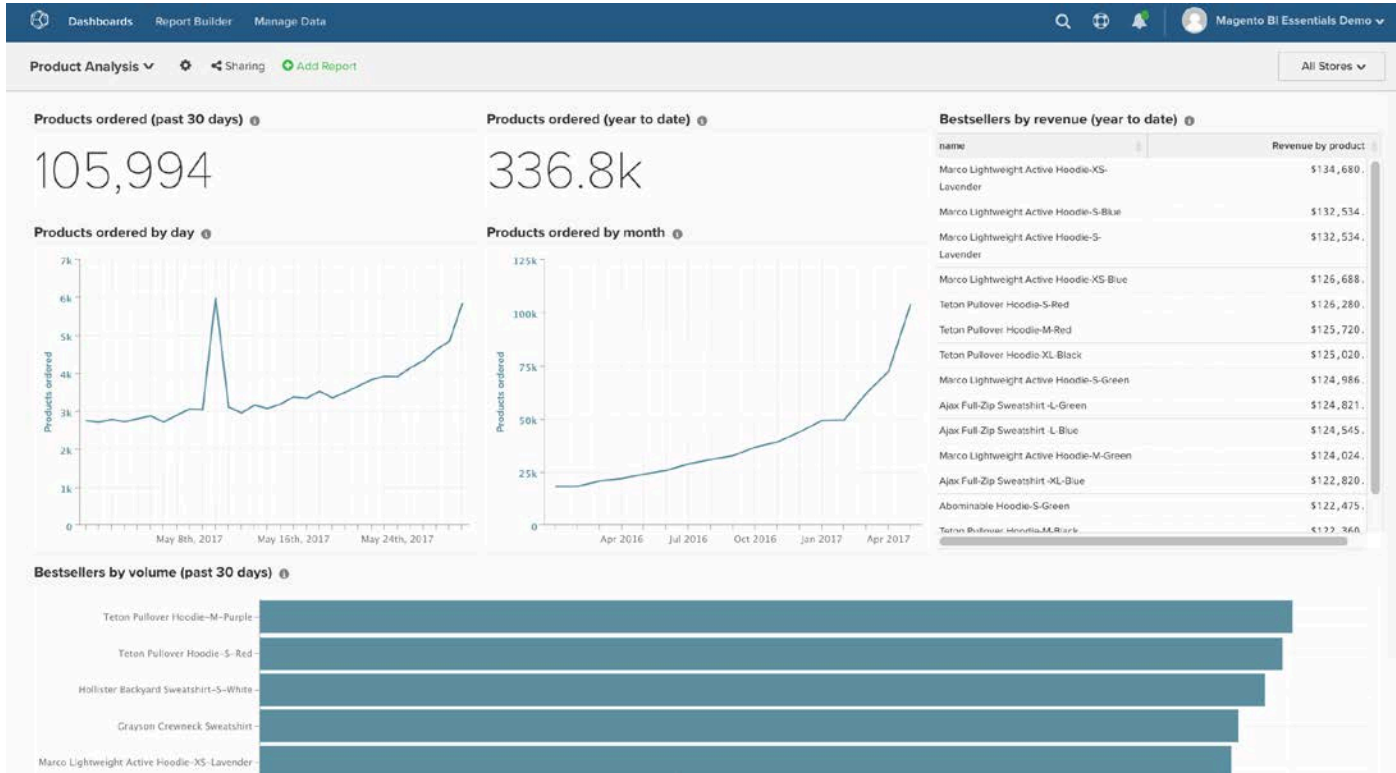 Dashboards Report Builder Manage Data Magento BI Essentials Demo
Product Analysis Sharing Add Report All Stores
Products ordered (past 30 days)
105,994
Products ordered (year to date)
336.8k
Products ordered by day
7k
6k
5k
4k
3k
2k
1k
0
Products ordered
May 8th, 2017 May 16th, 2017 May 24th, 2017
Products ordered by month
125k
100k
75k
50k
25k
0
Products ordered
Apr 2016 Jul 2016 Oct 2016 Jan 2017 Apr 2017
Bestsellers by revenue (year to date)
name Revenue by product
Marco Lightweight Active Hoodie-XS- $134,680.
Lavender
Marco Lightweight Active Hoodie-S-Blue $132,534.
Marco Lightweight Active Hoodie-S- $132,534.
Lavender
Marco Lightweight Active Hoodie-XS-Blue $126,688.
Teton Pullover Hoodie-S-Red $126,280.
Teton Pullover Hoodie-M-Red $125,720.
Teton Pullover Hoodie-XL-Black $125,020.
Marco Lightweight Active Hoodie-S-Green $124,986.
Ajax Full-Zip Sweatshirt -L-Green $124,821.
Ajax Full-Zip Sweatshirt -L-Blue $124,545.
Marco Lightweight Active Hoodie-M-Green $124,024.
Ajax Full-Zip Sweatshirt -XL-Blue $122,820.
Abominable Hoodie-S-Green $122,475.
Teton Pullover Hoodie-M-Black $122,360.
Bestsellers by volume (past 30 days)
Teton Pullover Hoodie-M-Purple
Teton Pullover Hoodie-S-Red
Hollister Backyard Sweatshirt-S-White
Grayson Crewneck Sweatshirt
Marco Lightweight Active Hoodie-XS-Lavender